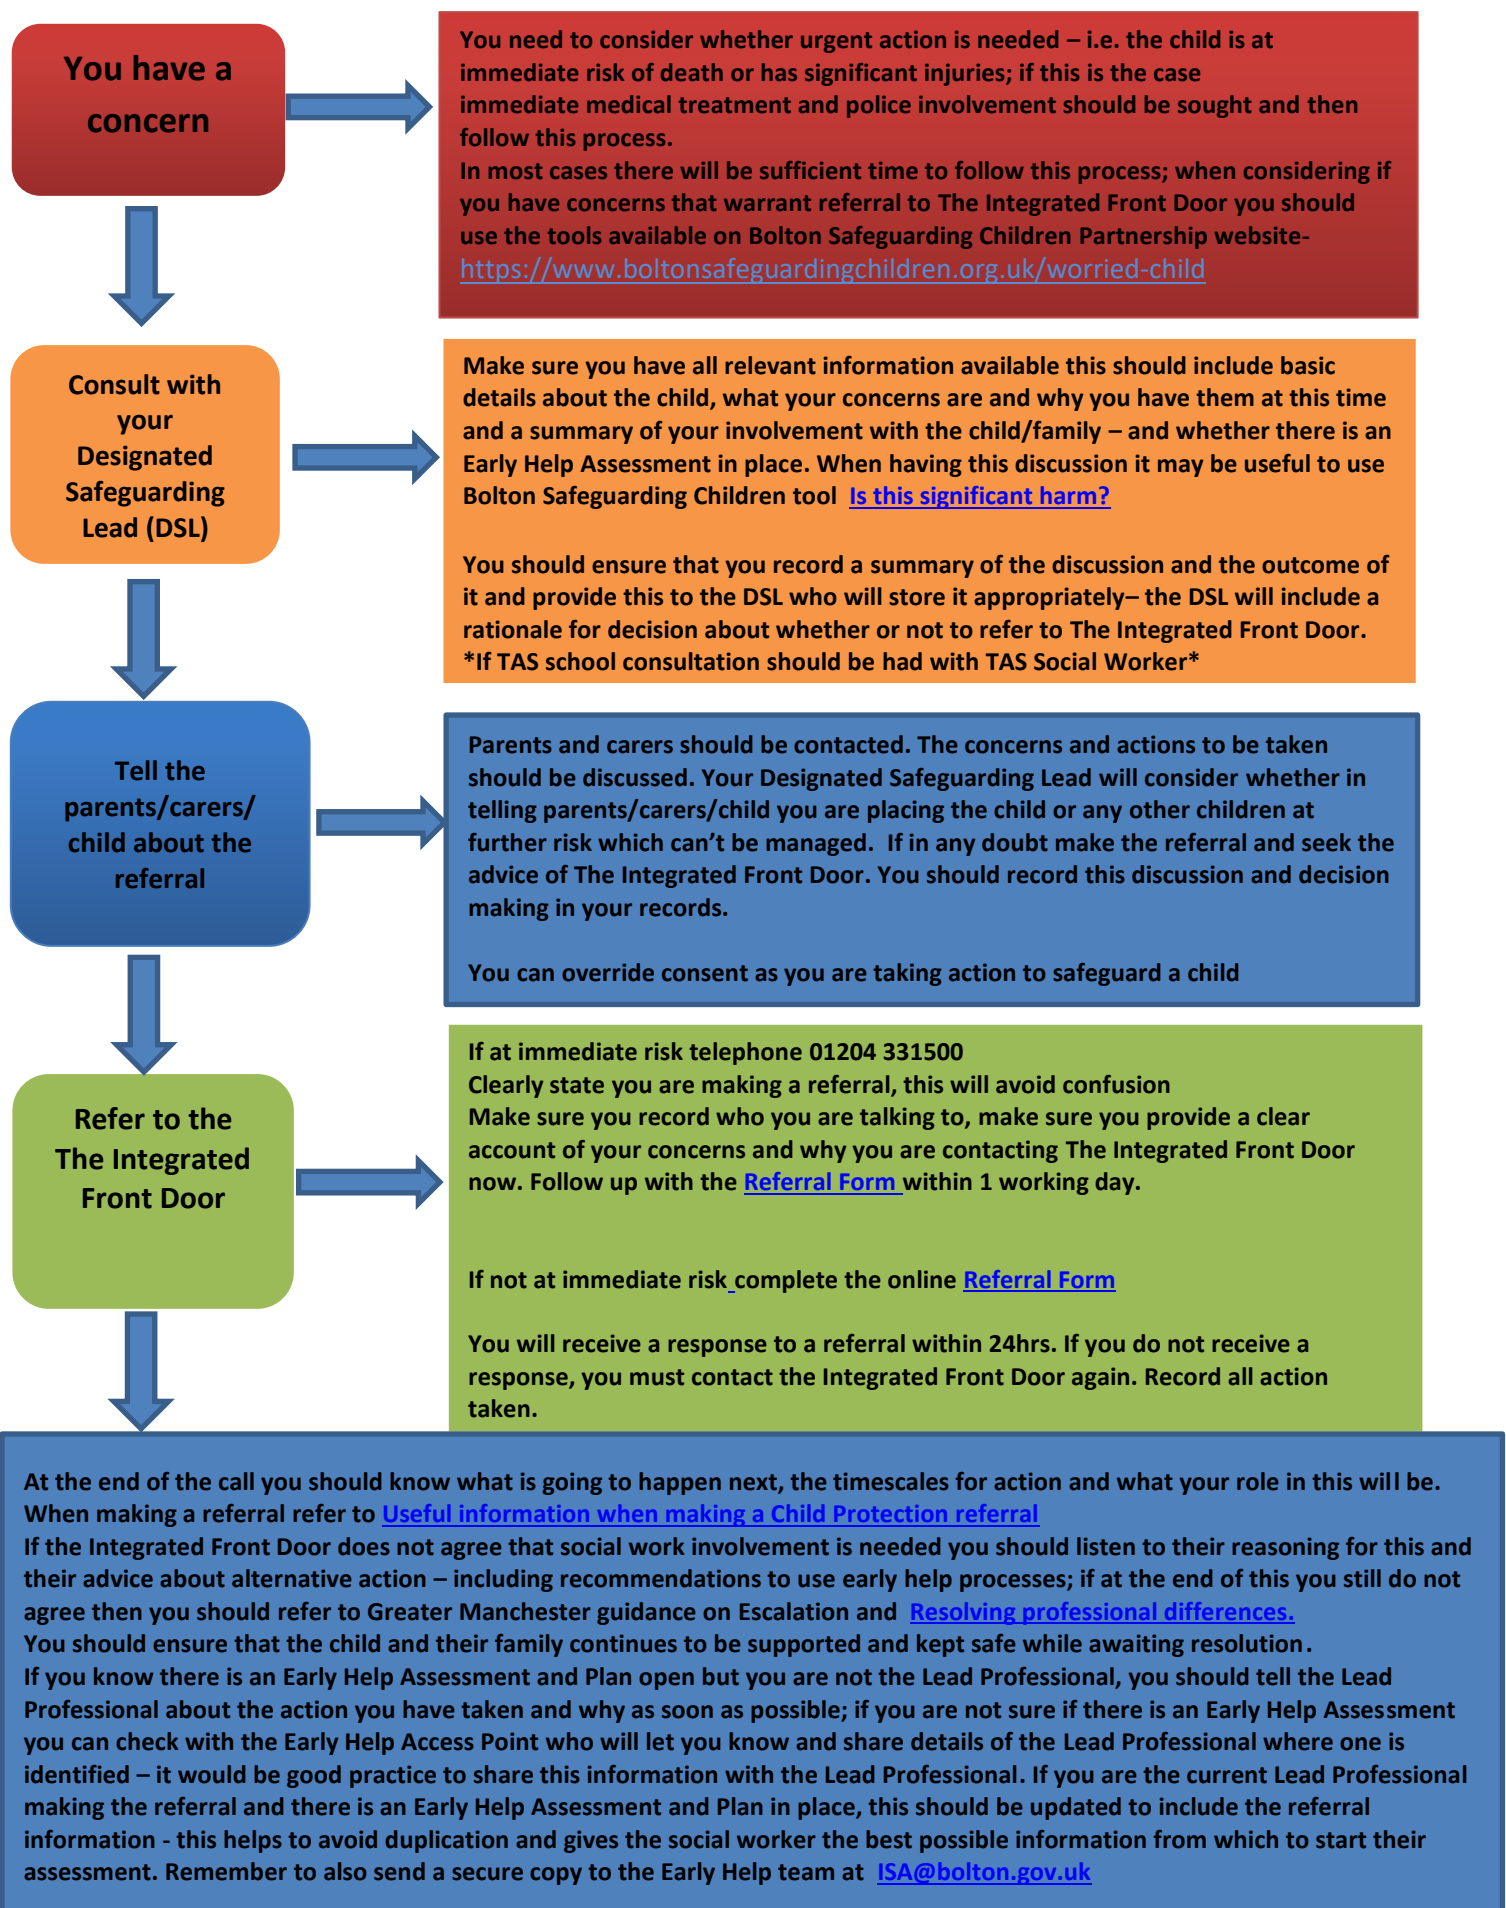 You have a
concern
You need to consider whether urgent action is needed – i.e. the child is at
immediate risk of death or has significant injuries; if this is the case
immediate medical treatment and police involvement should be sought and then
follow this process.
In most cases there will be sufficient time to follow this process; when considering if
you have concerns that warrant referral to The Integrated Front Door you should
use the tools available on Bolton Safeguarding Children Partnership website-
https://www.boltonsafeguardingchildren.org.uk/worried-child
Consult with
your
Designated
Safeguarding
Lead (DSL)
Make sure you have all relevant information available this should include basic
details about the child, what your concerns are and why you have them at this time
and a summary of your involvement with the child/family – and whether there is an
Early Help Assessment in place. When having this discussion it may be useful to use
Bolton Safeguarding Children tool Is this significant harm?
You should ensure that you record a summary of the discussion and the outcome of
it and provide this to the DSL who will store it appropriately– the DSL will include a
rationale for decision about whether or not to refer to The Integrated Front Door.
*If TAS school consultation should be had with TAS Social Worker*
Tell the
parents/carers/
child about the
referral
Parents and carers should be contacted. The concerns and actions to be taken
should be discussed. Your Designated Safeguarding Lead will consider whether in
telling parents/carers/child you are placing the child or any other children at
further risk which can’t be managed. If in any doubt make the referral and seek the
advice of The Integrated Front Door. You should record this discussion and decision
making in your records.
You can override consent as you are taking action to safeguard a child
Refer to the
The Integrated
Front Door
If at immediate risk telephone 01204 331500
Clearly state you are making a referral, this will avoid confusion
Make sure you record who you are talking to, make sure you provide a clear
account of your concerns and why you are contacting The Integrated Front Door
now. Follow up with the Referral Form within 1 working day.
If not at immediate risk complete the online Referral Form
You will receive a response to a referral within 24hrs. If you do not receive a
response, you must contact the Integrated Front Door again. Record all action
taken.
At the end of the call you should know what is going to happen next, the timescales for action and what your role in this will be.
When making a referral refer to Useful information when making a Child Protection referral
If the Integrated Front Door does not agree that social work involvement is needed you should listen to their reasoning for this and
their advice about alternative action – including recommendations to use early help processes; if at the end of this you still do not
agree then you should refer to Greater Manchester guidance on Escalation and Resolving professional differences.
You should ensure that the child and their family continues to be supported and kept safe while awaiting resolution.
If you know there is an Early Help Assessment and Plan open but you are not the Lead Professional, you should tell the Lead
Professional about the action you have taken and why as soon as possible; if you are not sure if there is an Early Help Assessment
you can check with the Early Help Access Point who will let you know and share details of the Lead Professional where one is
identified – it would be good practice to share this information with the Lead Professional. If you are the current Lead Professional
making the referral and there is an Early Help Assessment and Plan in place, this should be updated to include the referral
information - this helps to avoid duplication and gives the social worker the best possible information from which to start their
assessment. Remember to also send a secure copy to the Early Help team at ISA@bolton.gov.uk